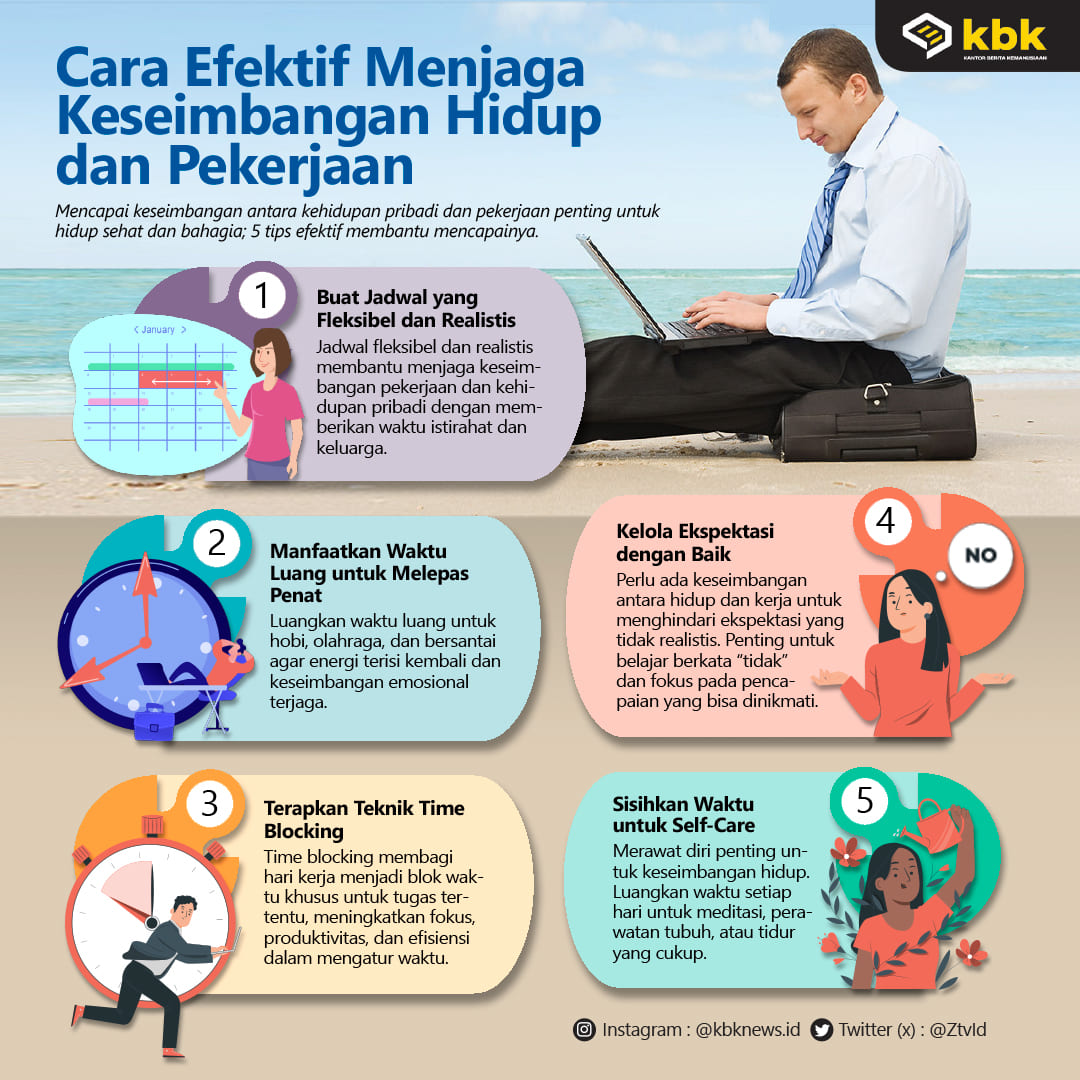 kbk
KANTOR BERITA KEMANUSIAAN
Cara Efektif Menjaga
Keseimbangan Hidup
dan Pekerjaan
Mencapai keseimbangan antara kehidupan pribadi dan pekerjaan penting untuk
hidup sehat dan bahagia; 5 tips efektif membantu mencapainya.
1
Buat Jadwal yang
Fleksibel dan Realistis
Jadwal fleksibel dan realistis
membantu menjaga keseim-
bangan pekerjaan dan kehi-
dupan pribadi dengan mem-
berikan waktu istirahat dan
keluarga.
< January >
2
Manfaatkan Waktu
Luang untuk Melepas
Penat
Luangkan waktu luang untuk
hobi, olahraga, dan bersantai
agar energi terisi kembali dan
keseimbangan emosional
terjaga.
3
Terapkan Teknik Time
Blocking
Time blocking membagi
hari kerja menjadi blok wak-
tu khusus untuk tugas ter-
tentu, meningkatkan fokus,
produktivitas, dan efisiensi
dalam mengatur waktu.
4
Kelola Ekspektasi
dengan Baik
Perlu ada keseimbangan
antara hidup dan kerja untuk
menghindari ekspektasi yang
tidak realistis. Penting untuk
belajar berkata “tidak”
dan fokus pada penca-
paian yang bisa dinikmati.
NO
5
Sisihkan Waktu
untuk Self-Care
Merawat diri penting un-
tuk keseimbangan hidup.
Luangkan waktu setiap
hari untuk meditasi, pera-
watan tubuh, atau tidur
yang cukup.
Instagram : @kbknews.id Twitter (x) : @ZtvId